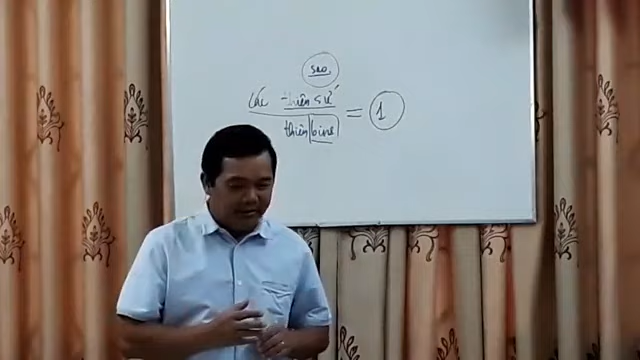 sao
các thiên sứ = 1
thiên binh